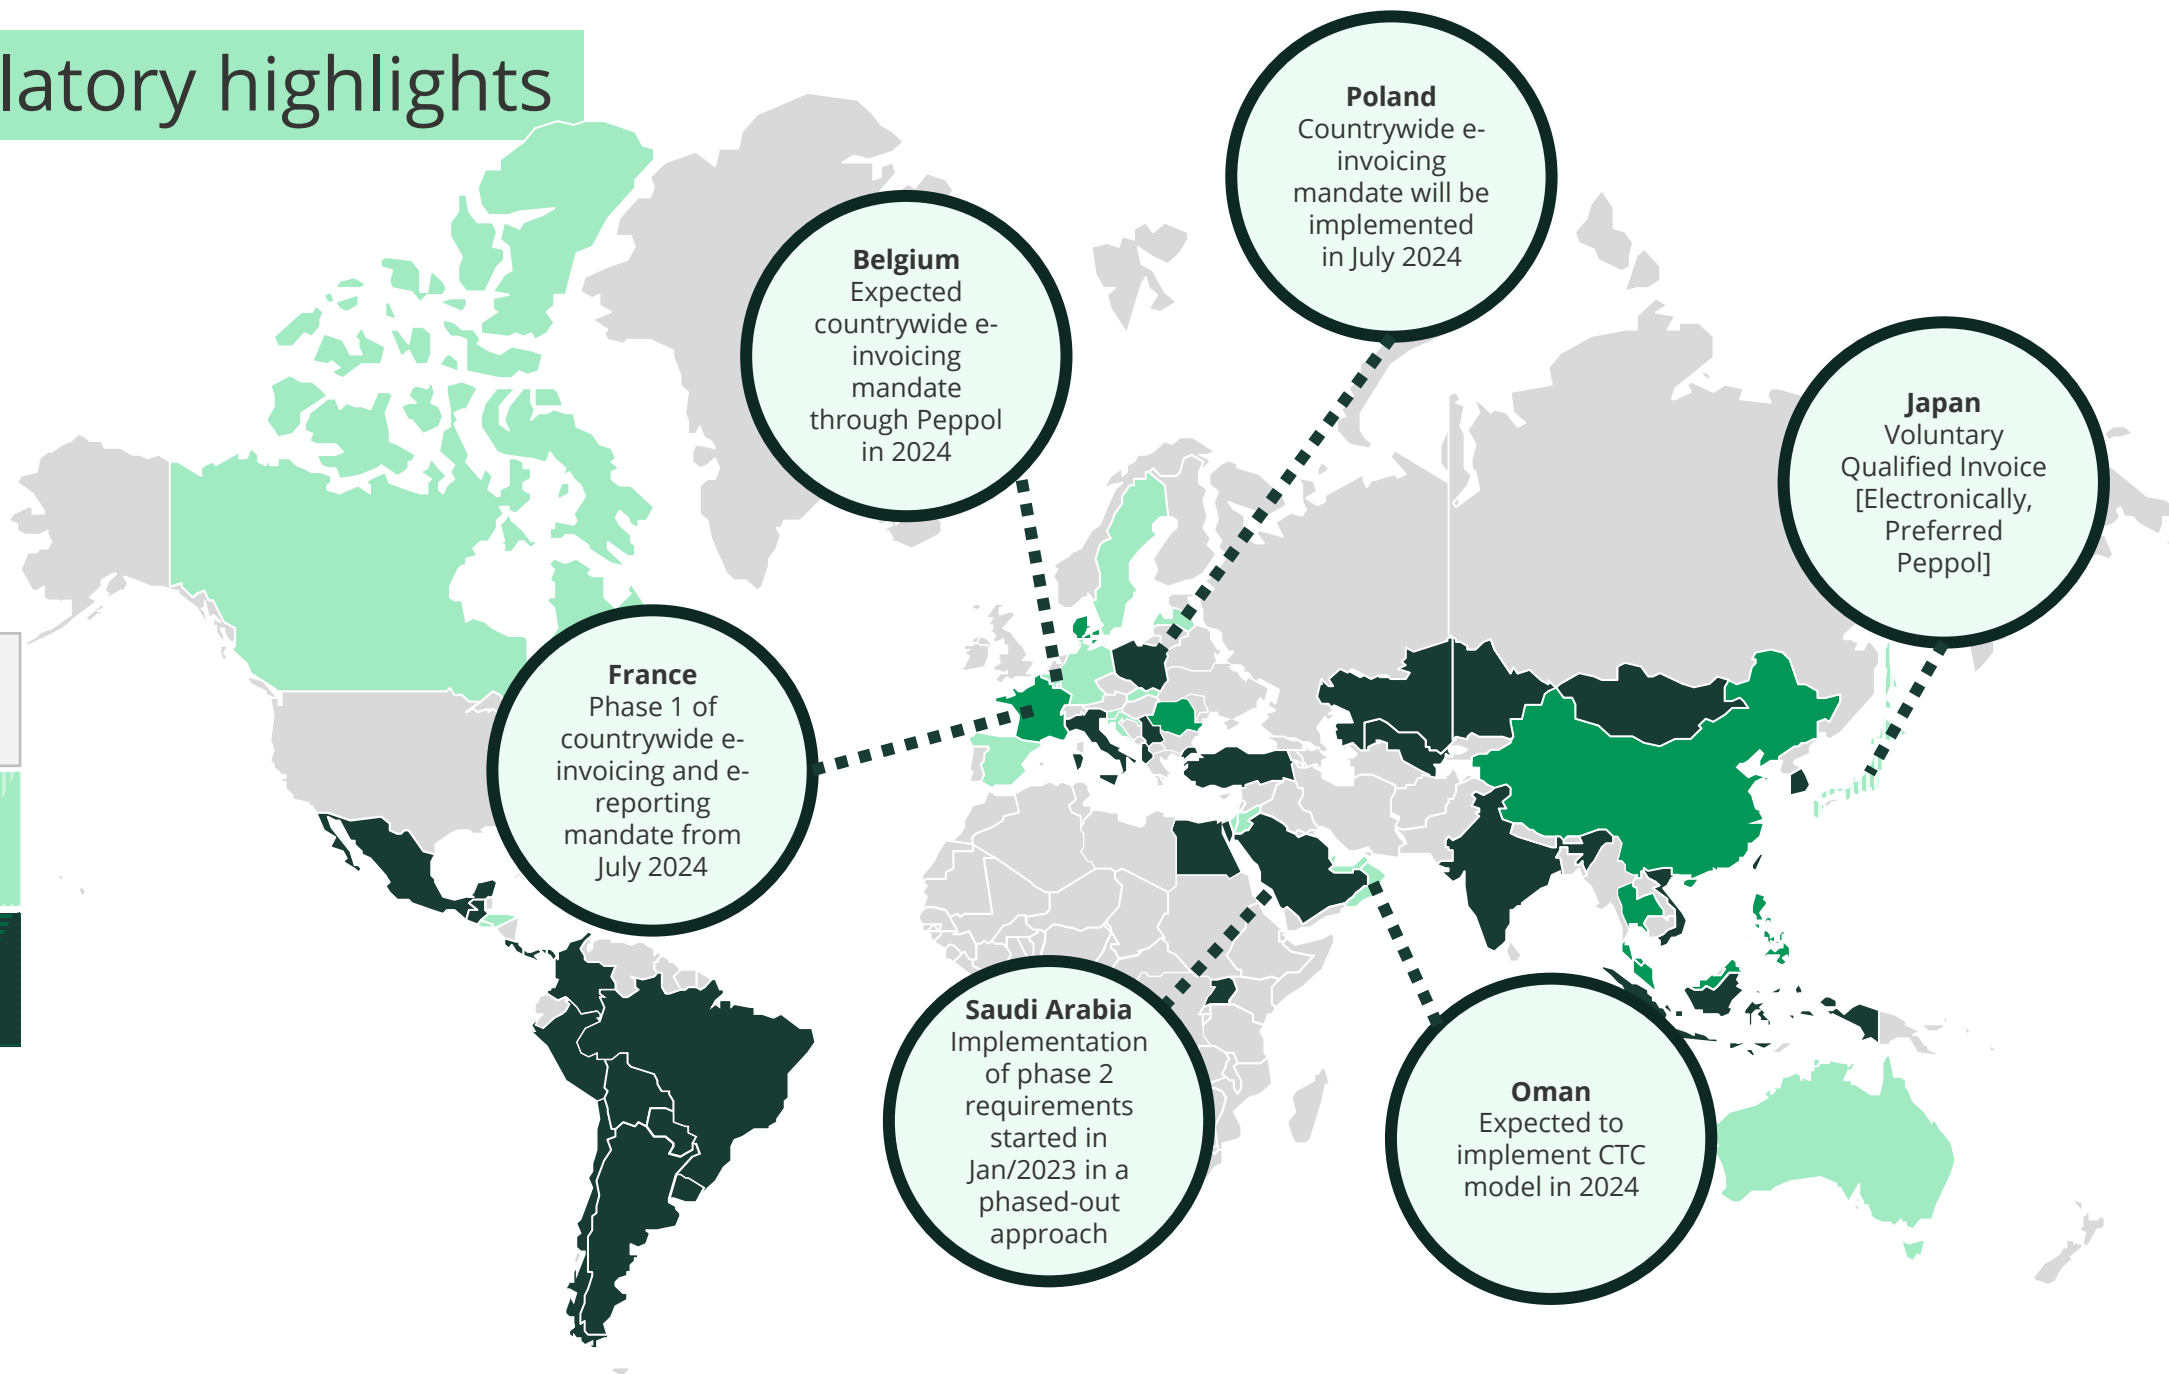 latory highlights
Poland
Countrywide e-
invoicing
mandate will be
implemented
in July 2024
Belgium
Expected
countrywide e-
invoicing
mandate
through Peppol
in 2024
Japan
Voluntary
Qualified Invoice
[Electronically,
Preferred
Peppol]
France
Phase 1 of
countrywide e-
invoicing and e-
reporting
mandate from
July 2024
Saudi Arabia
Implementation
of phase 2
requirements
started in
Jan/2023 in a
phased-out
approach
Oman
Expected to
implement CTC
model in 2024